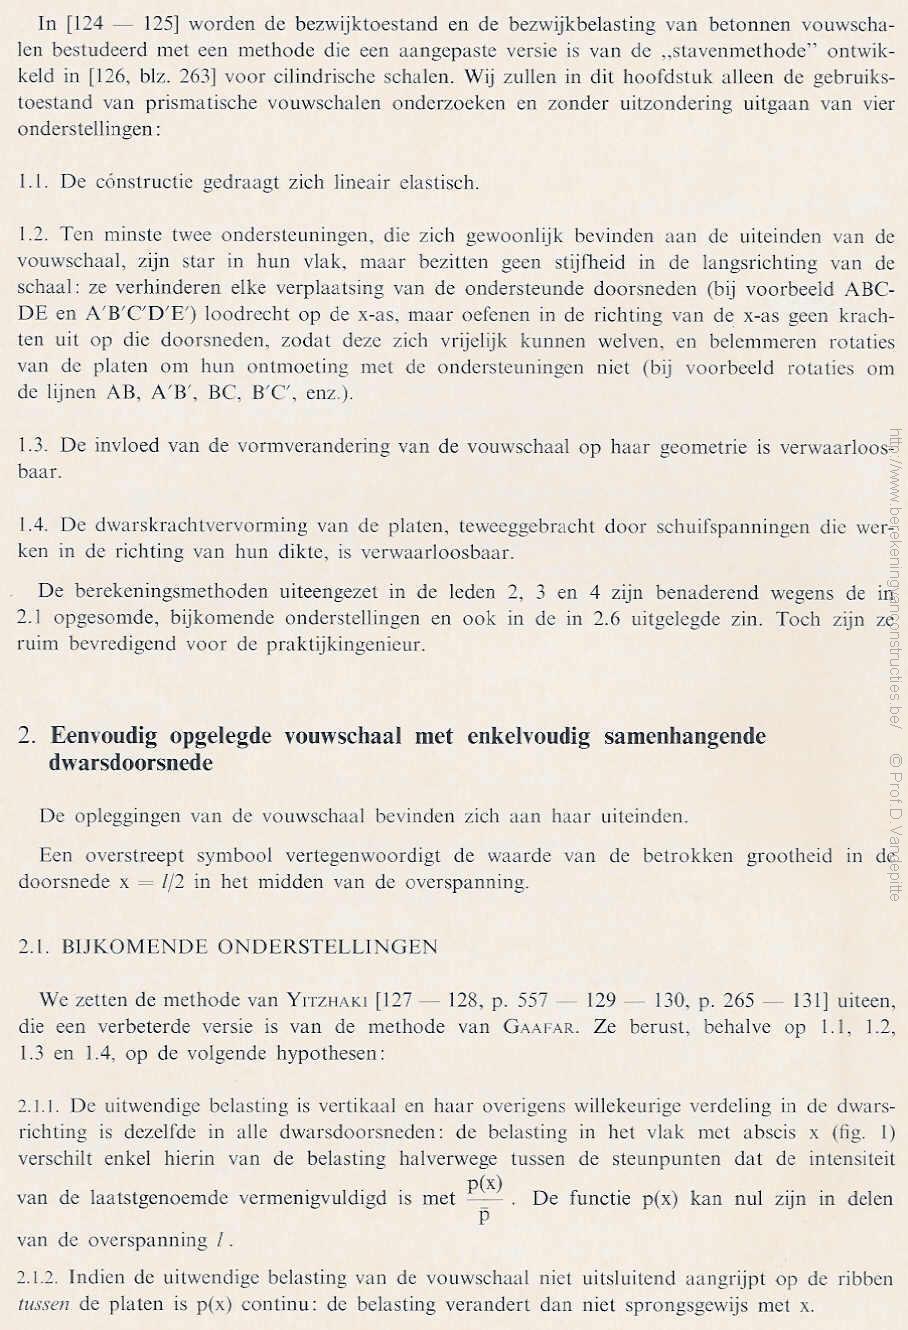 In [124 — 125] worden de bezwijktoestand en de bezwijkbelasting van betonnen vouwscha-
len bestudeerd met een methode die een aangepaste versie is van de „stavenmethode” ontwik-
keld in [126, blz. 263] voor cilindrische schalen. Wij zullen in dit hoofdstuk alleen de gebruiks-
toestand van prismatische vouwschalen onderzoeken en zonder uitzondering uitgaan van vier
onderstellingen:
1.1. De cónstructie gedraagt zich lineair elastisch.
1.2. Ten minste twee ondersteuningen, die zich gewoonlijk bevinden aan de uiteinden van de
vouwschaal, zijn star in hun vlak, maar bezitten geen stijfheid in de langsrichting van de
schaal: ze verhinderen elke verplaatsing van de ondersteunde doorsneden (bij voorbeeld ABC-
DE en A′B′C′D′E′) loodrecht op de x-as, maar oefenen in de richting van de x-as geen krach-
ten uit op die doorsneden, zodat deze zich vrijelijk kunnen welven, en belemmeren rotaties
van de platen om hun ontmoeting met de ondersteuningen niet (bij voorbeeld rotaties om
de lijnen AB, A′B′, BC, B′C′, enz.).
1.3. De invloed van de vormverandering van de vouwschaal op haar geometrie is verwaarloos-
baar.
1.4. De dwarskrachtvervorming van de platen, teweeggebracht door schuifspanningen die wer-
ken in de richting van hun dikte, is verwaarloosbaar.
De berekeningsmethoden uiteengezet in de leden 2, 3 en 4 zijn benaderend wegens de in
2.1 opgesomde, bijkomende onderstellingen en ook in de in 2.6 uitgelegde zin. Toch zijn ze
ruim bevredigend voor de praktijkingenieur.
2. Eenvoudig opgelegde vouwschaal met enkelvoudig samenhangende
dwarsdoorsnede
De opleggingen van de vouwschaal bevinden zich aan haar uiteinden.
Een overstreept symbool vertegenwoordigt de waarde van de betrokken grootheid in de
doorsnede x = l/2 in het midden van de overspanning.
2.1. BIJKOMENDE ONDERSTELLINGEN
We zetten de methode van YITZHAKI [127 — 128, p. 557 — 129 — 130, p. 265 — 131] uiteen,
die een verbeterde versie is van de methode van GAAFAR. Ze berust, behalve op 1.1, 1.2,
1.3 en 1.4, op de volgende hypothesen:
2.1.1. De uitwendige belasting is vertikaal en haar overigens willekeurige verdeling in de dwars-
richting is dezelfde in alle dwarsdoorsneden: de belasting in het vlak met abscis x (fig. 1)
verschilt enkel hierin van de belasting halverwege tussen de steunpunten dat de intensiteit
van de laatstgenoemde vermenigvuldigd is met p(x)/p̄ . De functie p(x) kan nul zijn in delen
van de overspanning l .
2.1.2. Indien de uitwendige belasting van de vouwschaal niet uitsluitend aangrijpt op de ribben
tussen de platen is p(x) continu: de belasting verandert dan niet sprongsgewijs met x.
http://www.berekeningvanconstructies.be/ © Prof.D.Vandepitte